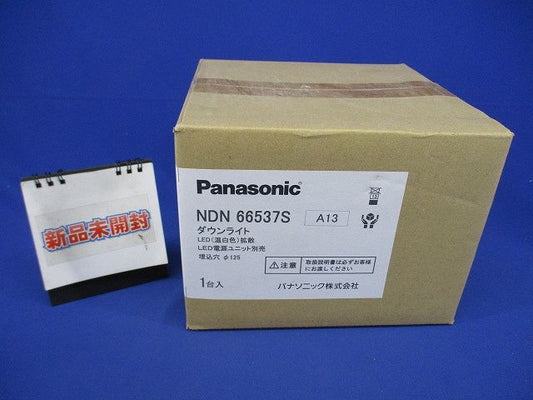 新品未開封
Panasonic
NDN 66537S A13
ダウンライト
LED(温白色)拡散
LED電源ユニット別売
埋込穴 φ125
注意 取扱説明書は必ずお客様
にお渡しください
1台入 パナソニック株式会社